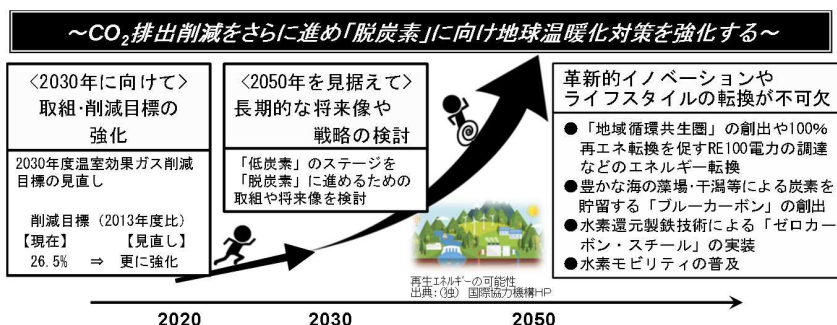 ～CO₂排出削減をさらに進め「脱炭素」に向け地球温暖化対策を強化する～
＜2030年に向けて＞
取組・削減目標の
強化
2030年度温室効果ガス削減
目標の見直し
削減目標（2013年度比）
【現在】 【見直し】
26.5% ⇒ 更に強化
＜2050年を見据えて＞
長期的な将来像や
戦略の検討
「低炭素」のステージを
「脱炭素」に進めるための
取組や将来像を検討
再生エネルギーの可能性
出典：（独） 国際協力機構HP
革新的イノベーションや
ライフスタイルの転換が不可欠
●「地域循環共生圏」の創出や100%
再エネ転換を促すRE100電力の調達
などのエネルギー転換
●豊かな海の藻場・干潟等による炭素を
貯留する「ブルーカーボン」の創出
●水素還元製鉄技術による「ゼロカー
ボン・スチール」の実装
●水素モビリティの普及
2020 2030 2050